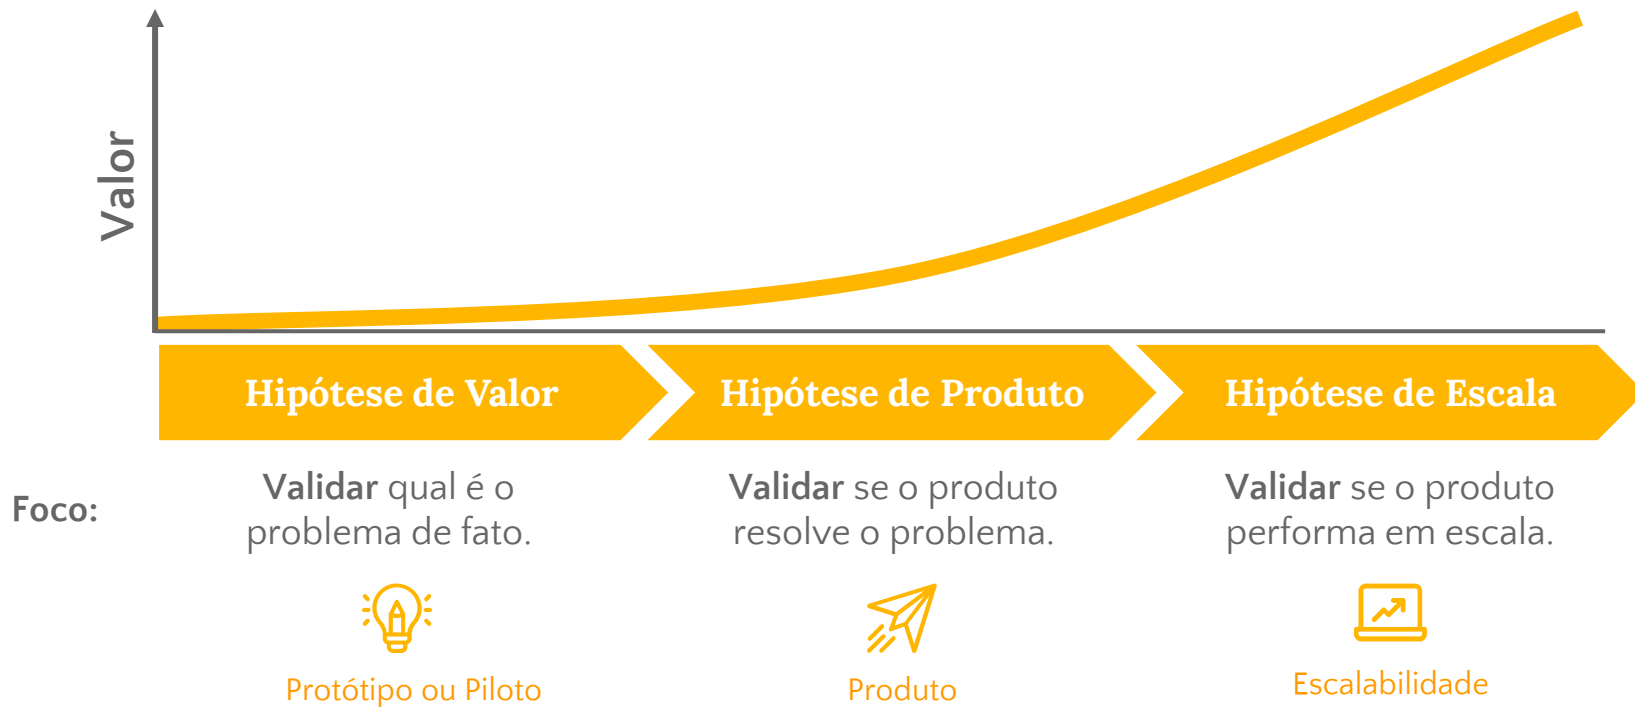 Valor
Hipótese de Valor
Hipótese de Produto
Hipótese de Escala
Foco:
Validar qual é o
problema de fato.
Validar se o produto
resolve o problema.
Validar se o produto
performa em escala.
Protótipo ou Piloto
Produto
Escalabilidade